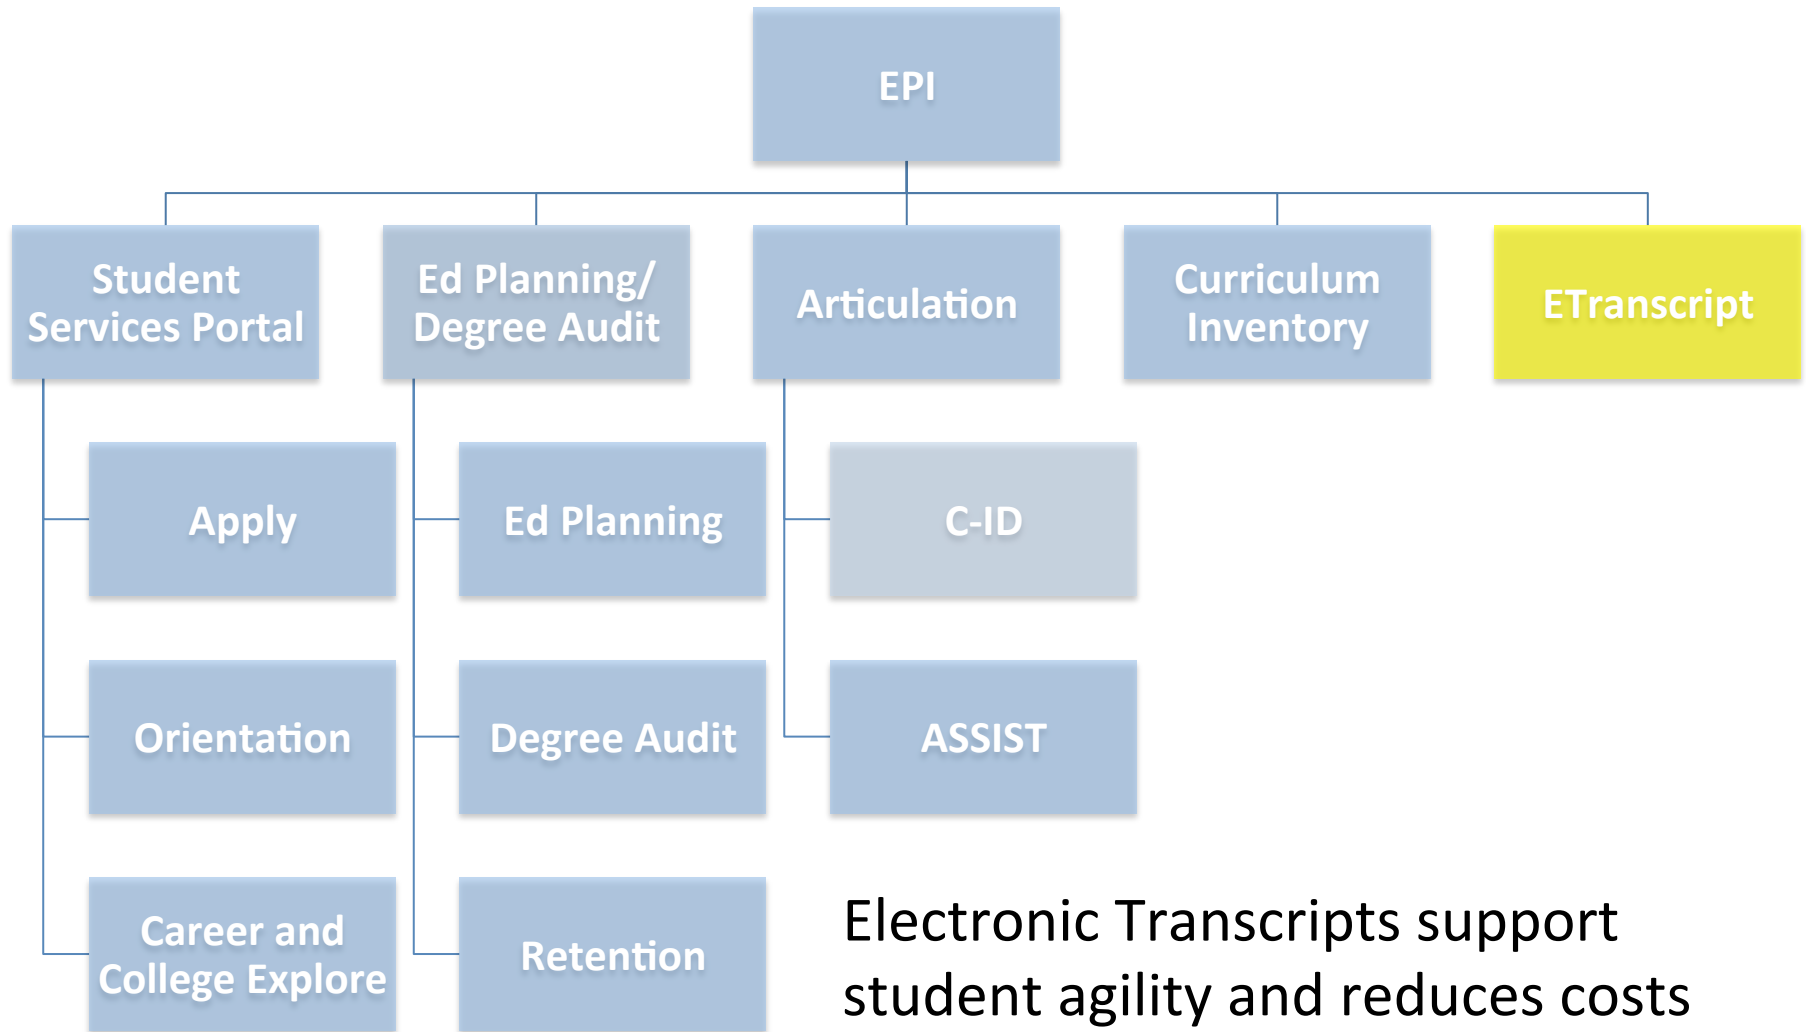 EPI
Student
Services Portal
Ed Planning/
Degree Audit
Articulation
Curriculum
Inventory
ETranscript
Apply
Ed Planning
C-ID
Orientation
Degree Audit
ASSIST
Career and
College Explore
Retention
Electronic Transcripts support
student agility and reduces costs